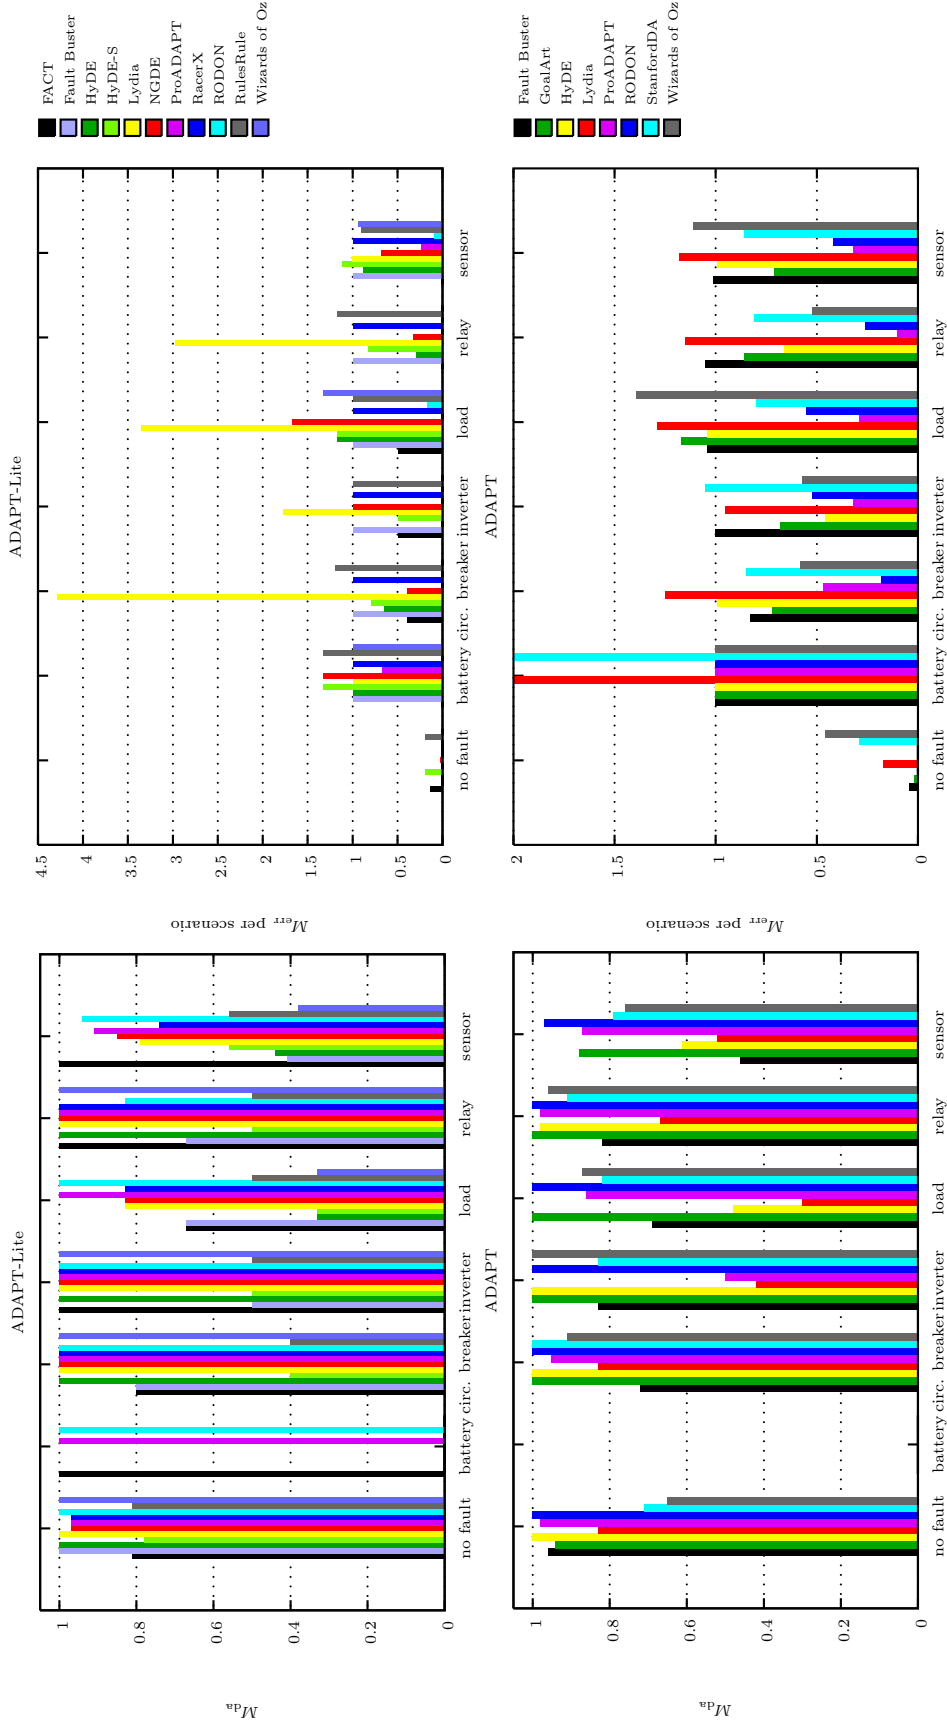 ADAPT-Lite
M_da
1
0.8
0.6
0.4
0.2
0
no fault battery circ. breaker inverter load relay sensor
ADAPT-Lite
M_err per scenario
4.5
4
3.5
3
2.5
2
1.5
1
0.5
0
no fault battery circ. breaker inverter load relay sensor
FACT
Fault Buster
HyDE
HyDE-S
Lydia
NGDE
ProADAPT
RacerX
RODON
RulesRule
Wizards of Oz
ADAPT
M_da
1
0.8
0.6
0.4
0.2
0
no fault battery circ. breaker inverter load relay sensor
ADAPT
M_err per scenario
2
1.5
1
0.5
0
no fault battery circ. breaker inverter load relay sensor
Fault Buster
GoalArt
HyDE
Lydia
ProADAPT
RODON
StanfordDA
Wizards of Oz